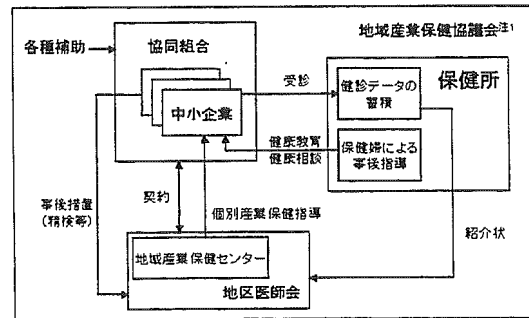 地域産業保健協議会注1
各種補助
協同組合
中小企業
受診
保健所
健診データの
蓄積
健康教育
健康相談
保健婦による
事後指導
事後措置
(精検等)
契約
個別産業保健指導
紹介状
地域産業保健センター
地区医師会